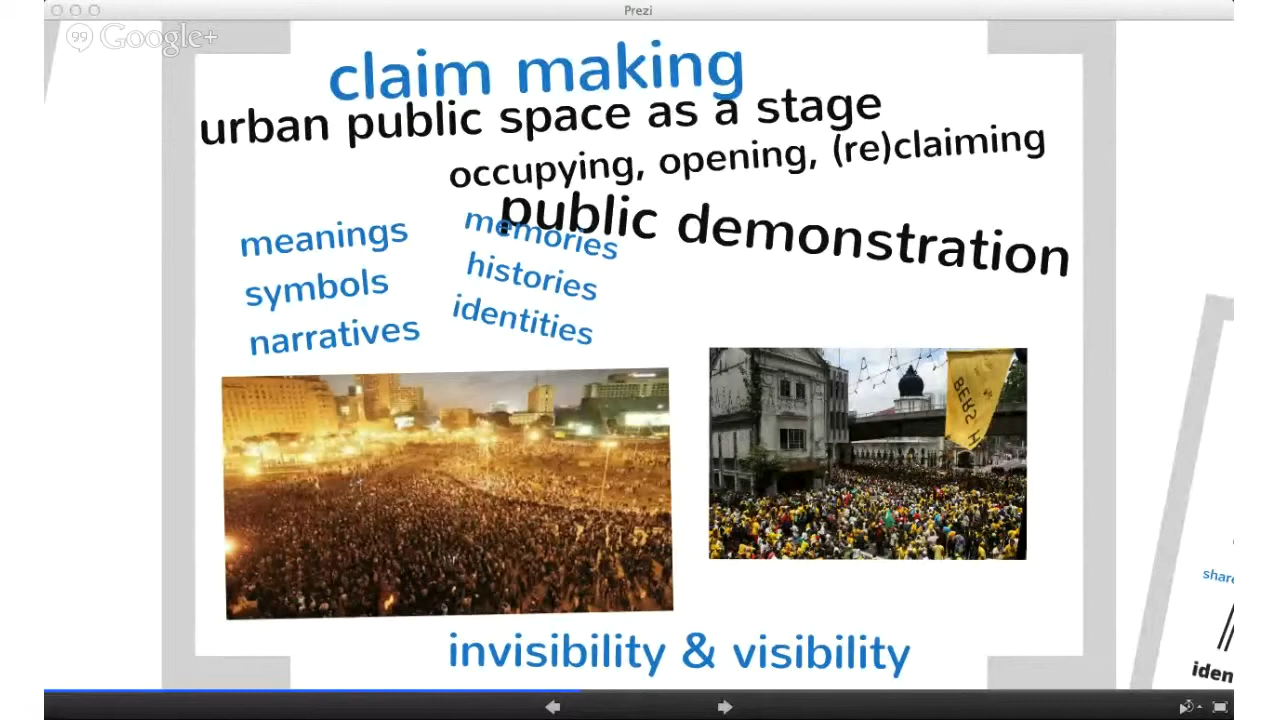 Prezi
Google+
claim making
urban public space as a stage
occupying, opening, (re)claiming
public demonstration
meanings
symbols
narratives
memories
histories
identities
BERSIH
invisibility & visibility
share
iden